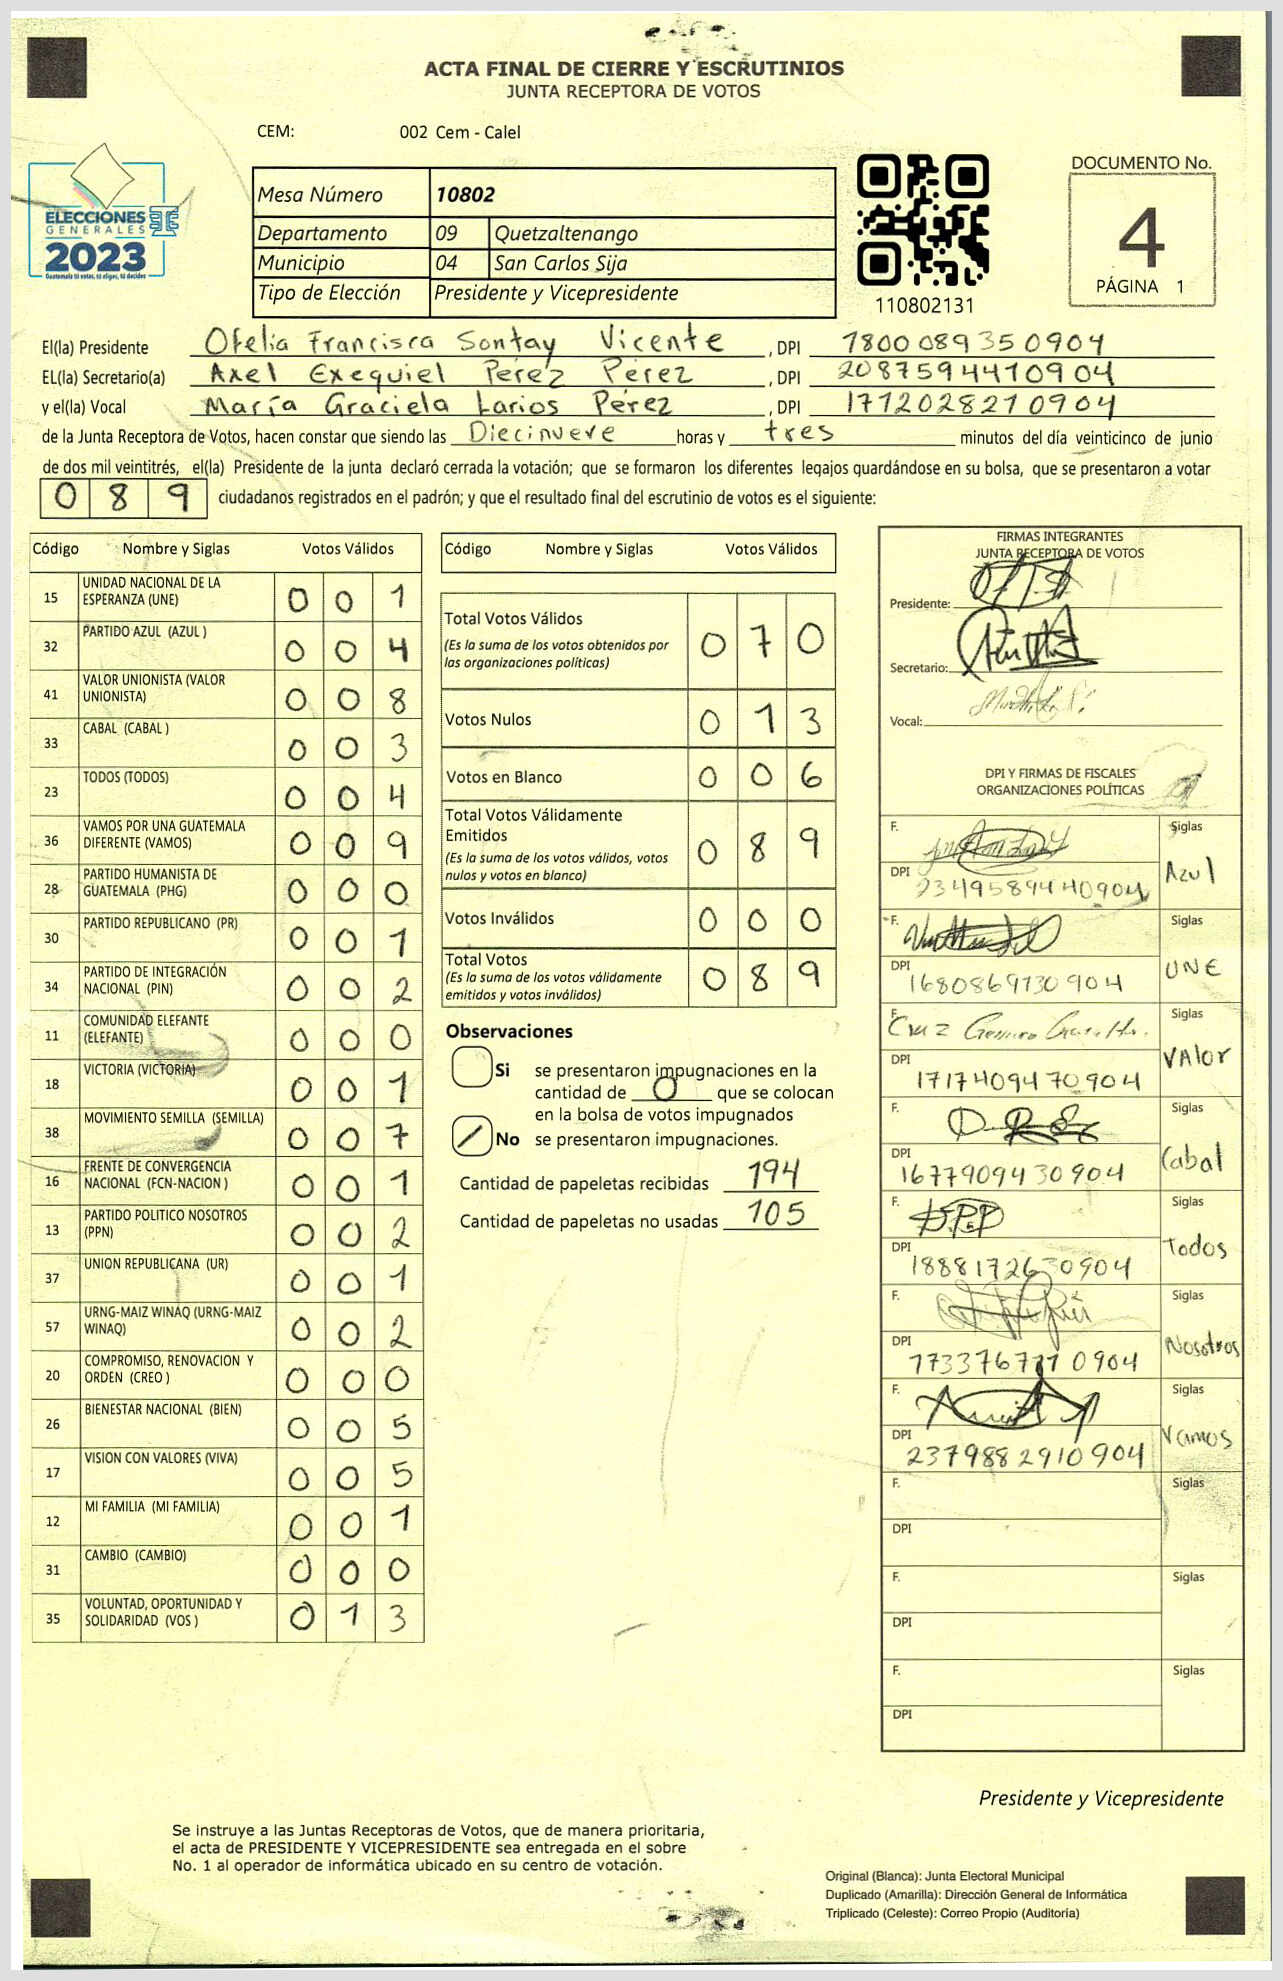 ACTA FINAL DE CIERRE Y ESCRUTINIOS
JUNTA RECEPTORA DE VOTOS
CEM: 002 Cem - Calel
ELECCIONES
GENERALES
2023
Guatemala tú votas, tú eliges, tú decides
Mesa Número 10802
Departamento 09 Quetzaltenango
Municipio 04 San Carlos Sija
Tipo de Elección Presidente y Vicepresidente
110802131
DOCUMENTO No.
4
PÁGINA 1
El(la) Presidente Ofelia Francisca Sontay Vicente , DPI 1800089350904
EL(la) Secretario(a) Axel Exequiel Pérez Pérez , DPI 2087594410904
y el(la) Vocal María Graciela Larios Pérez , DPI 1712028210904
de la Junta Receptora de Votos, hacen constar que siendo las Diecinueve horas y tres minutos del día veinticinco de junio
de dos mil veintitrés, el(la) Presidente de la junta declaró cerrada la votación; que se formaron los diferentes legajos guardándose en su bolsa, que se presentaron a votar
089 ciudadanos registrados en el padrón; y que el resultado final del escrutinio de votos es el siguiente:
Código Nombre y Siglas Votos Válidos
15 UNIDAD NACIONAL DE LA ESPERANZA (UNE) 0 0 1
32 PARTIDO AZUL (AZUL ) 0 0 4
41 VALOR UNIONISTA (VALOR UNIONISTA) 0 0 8
33 CABAL (CABAL ) 0 0 3
23 TODOS (TODOS) 0 0 4
36 VAMOS POR UNA GUATEMALA DIFERENTE (VAMOS) 0 0 9
28 PARTIDO HUMANISTA DE GUATEMALA (PHG) 0 0 0
30 PARTIDO REPUBLICANO (PR) 0 0 1
34 PARTIDO DE INTEGRACIÓN NACIONAL (PIN) 0 0 2
11 COMUNIDAD ELEFANTE (ELEFANTE) 0 0 0
18 VICTORIA (VICTORIA) 0 0 1
38 MOVIMIENTO SEMILLA (SEMILLA) 0 0 7
16 FRENTE DE CONVERGENCIA NACIONAL (FCN-NACION ) 0 0 1
13 PARTIDO POLITICO NOSOTROS (PPN) 0 0 2
37 UNION REPUBLICANA (UR) 0 0 1
57 URNG-MAIZ WINAQ (URNG-MAIZ WINAQ) 0 0 2
20 COMPROMISO, RENOVACION Y ORDEN (CREO ) 0 0 0
26 BIENESTAR NACIONAL (BIEN) 0 0 5
17 VISION CON VALORES (VIVA) 0 0 5
12 MI FAMILIA (MI FAMILIA) 0 0 1
31 CAMBIO (CAMBIO) 0 0 0
35 VOLUNTAD, OPORTUNIDAD Y SOLIDARIDAD (VOS ) 0 1 3
Código Nombre y Siglas Votos Válidos
Total Votos Válidos 0 7 0
(Es la suma de los votos obtenidos por
las organizaciones políticas)
Votos Nulos 0 1 3
Votos en Blanco 0 0 6
Total Votos Válidamente
Emitidos 0 8 9
(Es la suma de los votos válidos, votos
nulos y votos en blanco)
Votos Inválidos 0 0 0
Total Votos 0 8 9
(Es la suma de los votos válidamente
emitidos y votos inválidos)
Observaciones
Si se presentaron impugnaciones en la
cantidad de 0 que se colocan
en la bolsa de votos impugnados
No se presentaron impugnaciones.
Cantidad de papeletas recibidas 194
Cantidad de papeletas no usadas 105
FIRMAS INTEGRANTES
JUNTA RECEPTORA DE VOTOS
Presidente:
Secretario:
Vocal:
DPI Y FIRMAS DE FISCALES
ORGANIZACIONES POLÍTICAS
F. Siglas
Azul
DPI 2349589440904
F. Siglas
UNE
DPI 1680869730904
F. Cruz Siglas
VAlor
DPI 1717409470904
F. Siglas
Cabal
DPI 1677909430904
F. Siglas
Todos
DPI 1888172630904
F. Siglas
Nosotros
DPI 0904
F. Siglas
Vamos
DPI 2379882910904
F. Siglas
DPI
F. Siglas
DPI
F. Siglas
DPI
Presidente y Vicepresidente
Se instruye a las Juntas Receptoras de Votos, que de manera prioritaria,
el acta de PRESIDENTE Y VICEPRESIDENTE sea entregada en el sobre
No. 1 al operador de informática ubicado en su centro de votación.
Original (Blanca): Junta Electoral Municipal
Duplicado (Amarilla): Dirección General de Informática
Triplicado (Celeste): Correo Propio (Auditoría)